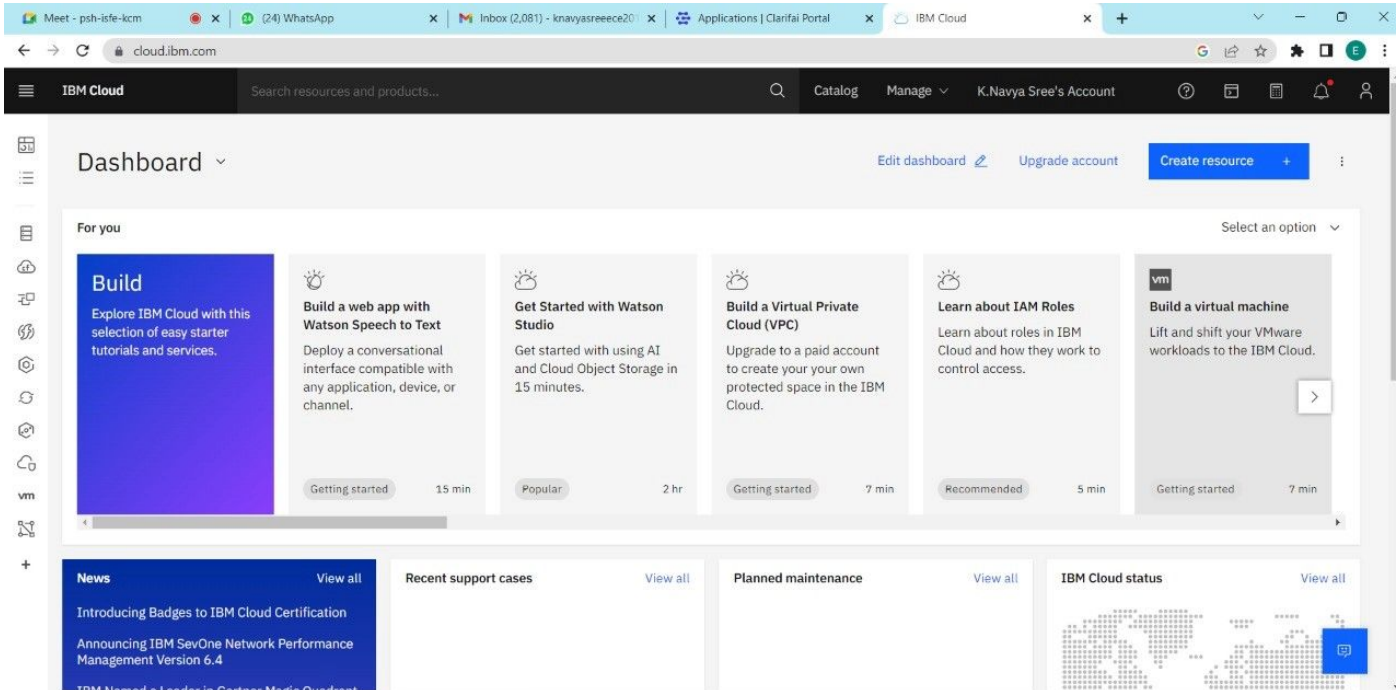 Meet - psh-isfe-kcm
(24) WhatsApp
Inbox (2,081) - knavyasreeece201
Applications | Clarifai Portal
IBM Cloud
cloud.ibm.com
IBM Cloud
Search resources and products...
Catalog
Manage
K.Navya Sree's Account
Dashboard
Edit dashboard
Upgrade account
Create resource +
For you
Select an option
Build
Explore IBM Cloud with this
selection of easy starter
tutorials and services.
Build a web app with
Watson Speech to Text
Deploy a conversational
interface compatible with
any application, device, or
channel.
Getting started
15 min
Get Started with Watson
Studio
Get started with using AI
and Cloud Object Storage in
15 minutes.
Popular
2 hr
Build a Virtual Private
Cloud (VPC)
Upgrade to a paid account
to create your your own
protected space in the IBM
Cloud.
Getting started
7 min
Learn about IAM Roles
Learn about roles in IBM
Cloud and how they work to
control access.
Recommended
5 min
vm
Build a virtual machine
Lift and shift your VMware
workloads to the IBM Cloud.
Getting started
7 min
vm
News
View all
Introducing Badges to IBM Cloud Certification
Announcing IBM SevOne Network Performance
Management Version 6.4
IBM Named a Leader in Gartner Magic Quadrant
Recent support cases
View all
Planned maintenance
View all
IBM Cloud status
View all